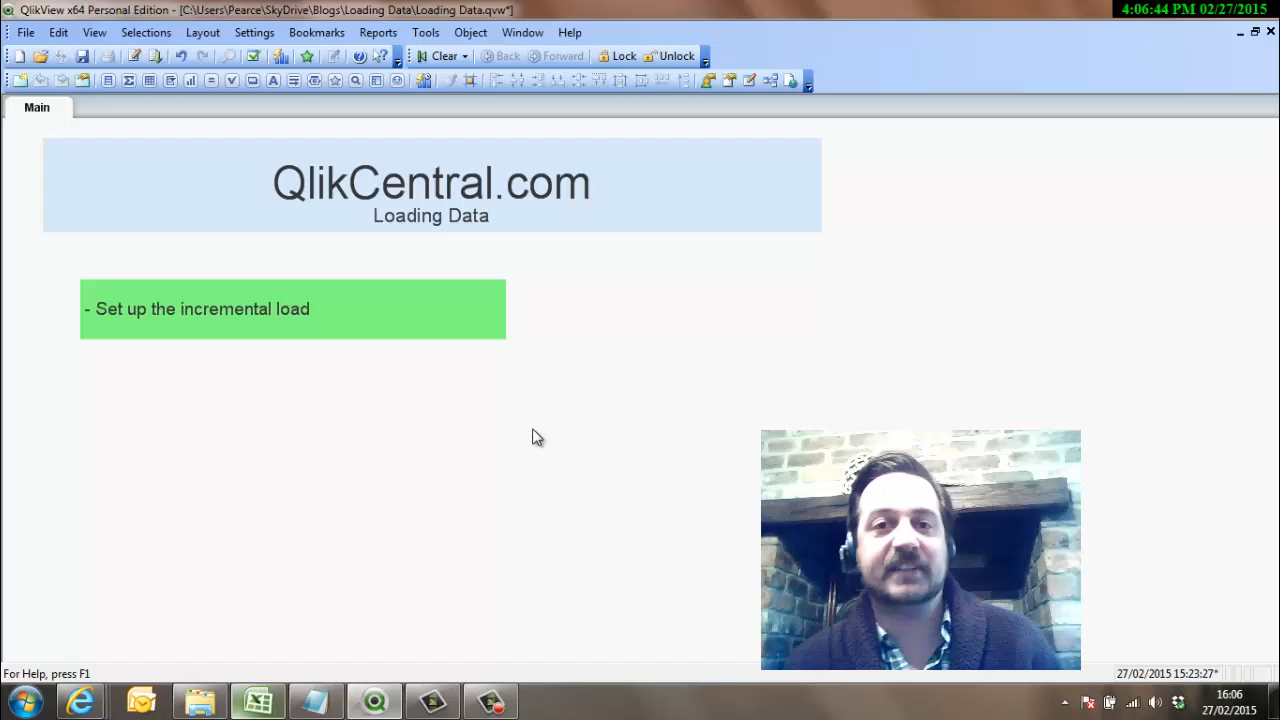 QlikView x64 Personal Edition - [C:\Users\Pearce\SkyDrive\Blogs\Loading Data\Loading Data.qvw*]
4:06:44 PM 02/27/2015
File Edit View Selections Layout Settings Bookmarks Reports Tools Object Window Help
Clear Back Forward Lock Unlock
Main
QlikCentral.com
Loading Data
- Set up the incremental load
For Help, press F1
27/02/2015 15:23:27*
16:06
27/02/2015